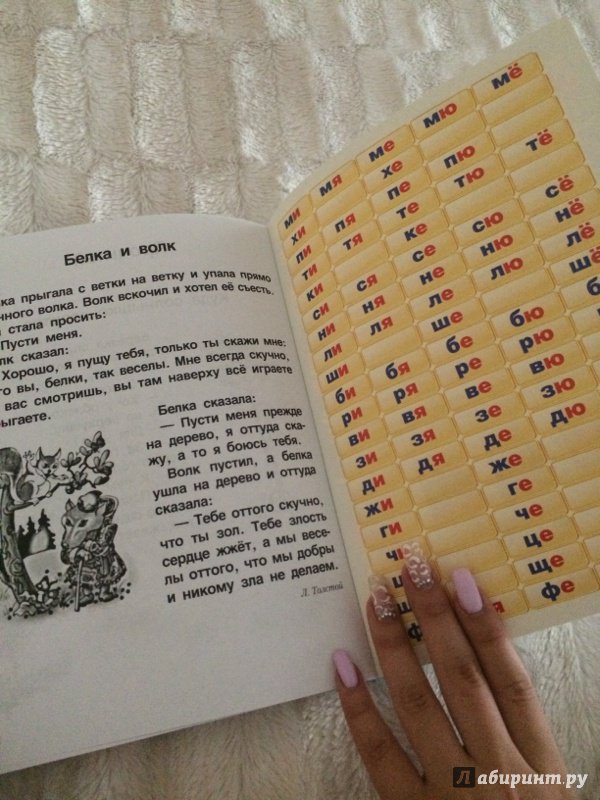 Белка и волк
ка прыгала с ветки на ветку и упала прямо
нного волка. Волк вскочил и хотел её съесть.
стала просить:
Пусти меня.
лк сказал:
Хорошо, я пущу тебя, только ты скажи мне:
го вы, белки, так веселы. Мне всегда скучно,
вас смотришь, вы там наверху всё играете
рыгаете.
Белка сказала:
— Пусти меня прежде
на дерево, я оттуда ска-
жу, а то я боюсь тебя.
Волк пустил, а белка
ушла на дерево и оттуда
сказала:
— Тебе оттого скучно,
что ты зол. Тебе злость
сердце жжёт, а мы весе-
лы оттого, что мы добры
и никому зла не делаем.
Л. Толстой
ми мя ме мю мё
хи хе
пи пя пе пю
ти тя те тю тё
ки ке
си ся се сю сё
ни ня не ню нё
ли ля ле лю лё
ши ше шё
би бя бе бю
ри ря ре рю
ви вя ве вю
зи зя зе
ди дя де дю
жи же
ги ге
чи че
це
ще
фе
Лабиринт.ру